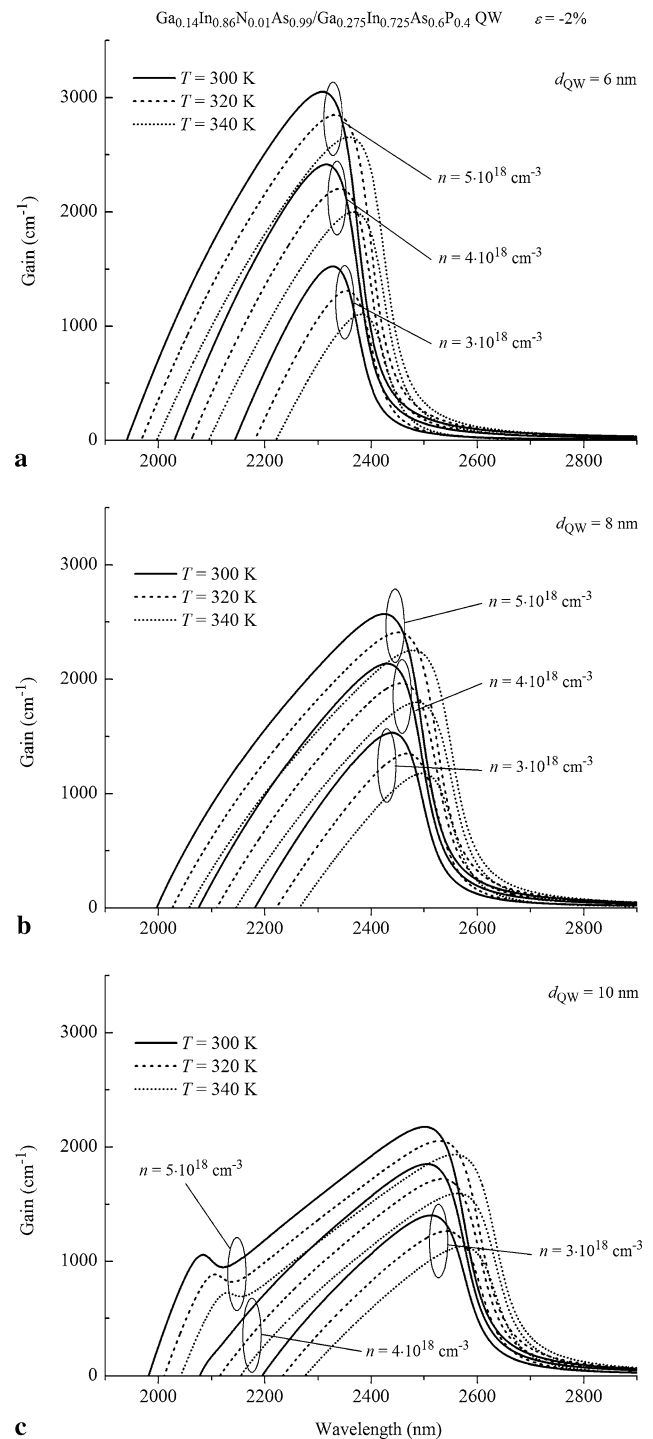 Ga0.14In0.86N0.01As0.99/Ga0.275In0.725As0.6P0.4 QW ε = -2%
T = 300 K
T = 320 K
T = 340 K
dQW = 6 nm
n = 5·10^18 cm^-3
n = 4·10^18 cm^-3
n = 3·10^18 cm^-3
Gain (cm^-1)
3000
2000
1000
0
2000 2200 2400 2600 2800
a
dQW = 8 nm
T = 300 K
T = 320 K
T = 340 K
n = 5·10^18 cm^-3
n = 4·10^18 cm^-3
n = 3·10^18 cm^-3
Gain (cm^-1)
3000
2000
1000
0
2000 2200 2400 2600 2800
b
dQW = 10 nm
T = 300 K
T = 320 K
T = 340 K
n = 5·10^18 cm^-3
n = 3·10^18 cm^-3
n = 4·10^18 cm^-3
Gain (cm^-1)
3000
2000
1000
0
2000 2200 2400 2600 2800
c
Wavelength (nm)